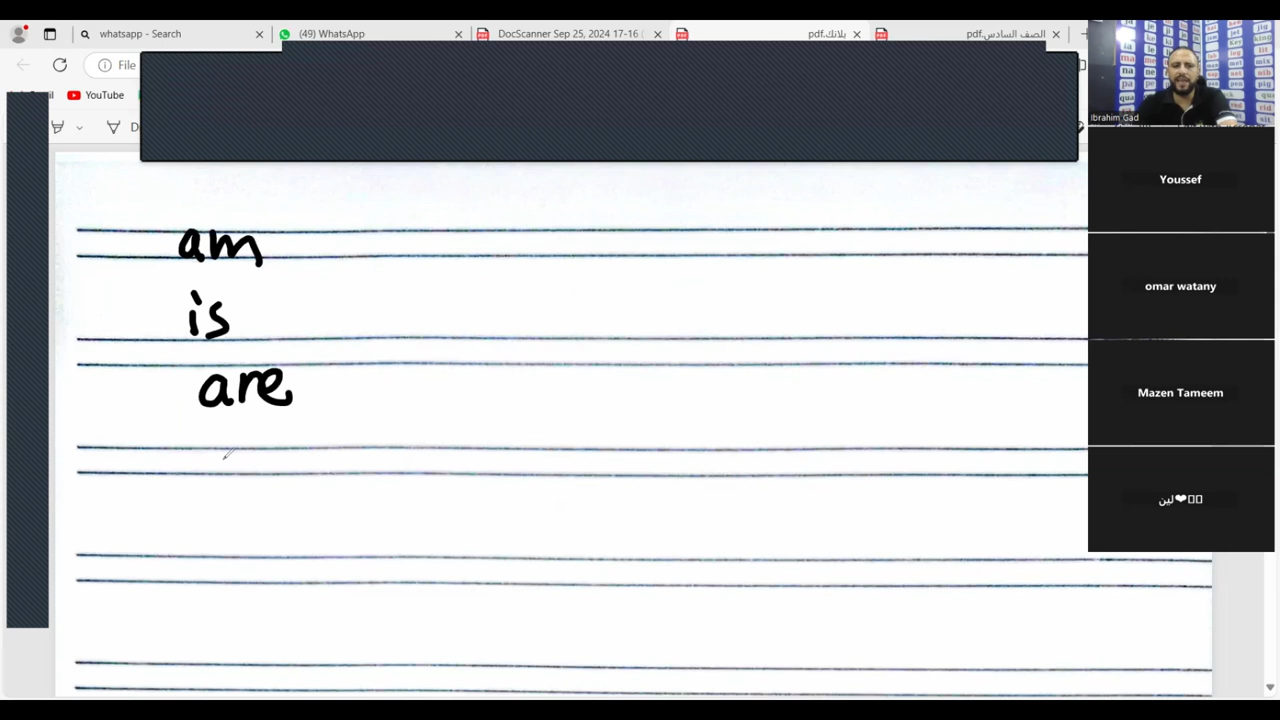 whatsapp - Search
(49) WhatsApp
DocScanner Sep 25, 2024 17-16 (
بلانك.pdf
الصف السادس.pdf
File
YouTube
Ibrahim Gad
Youssef
omar watany
Mazen Tameem
لين❤
am
is
are